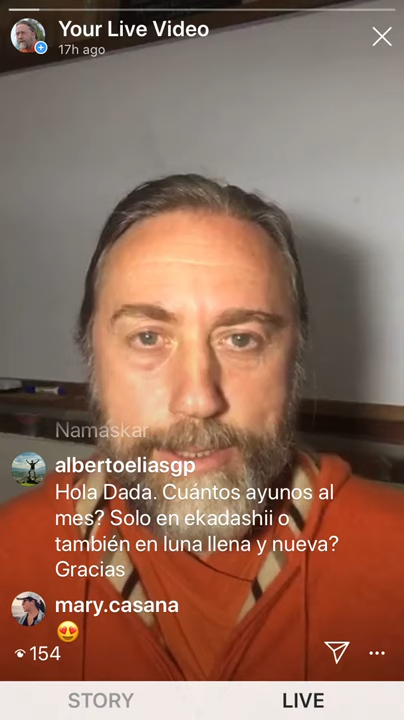 Your Live Video
17h ago
Namaskar
albertoeliasgp
Hola Dada. Cuántos ayunos al
mes? Solo en ekadashii o
también en luna llena y nueva?
Gracias
mary.casana
154
STORY LIVE